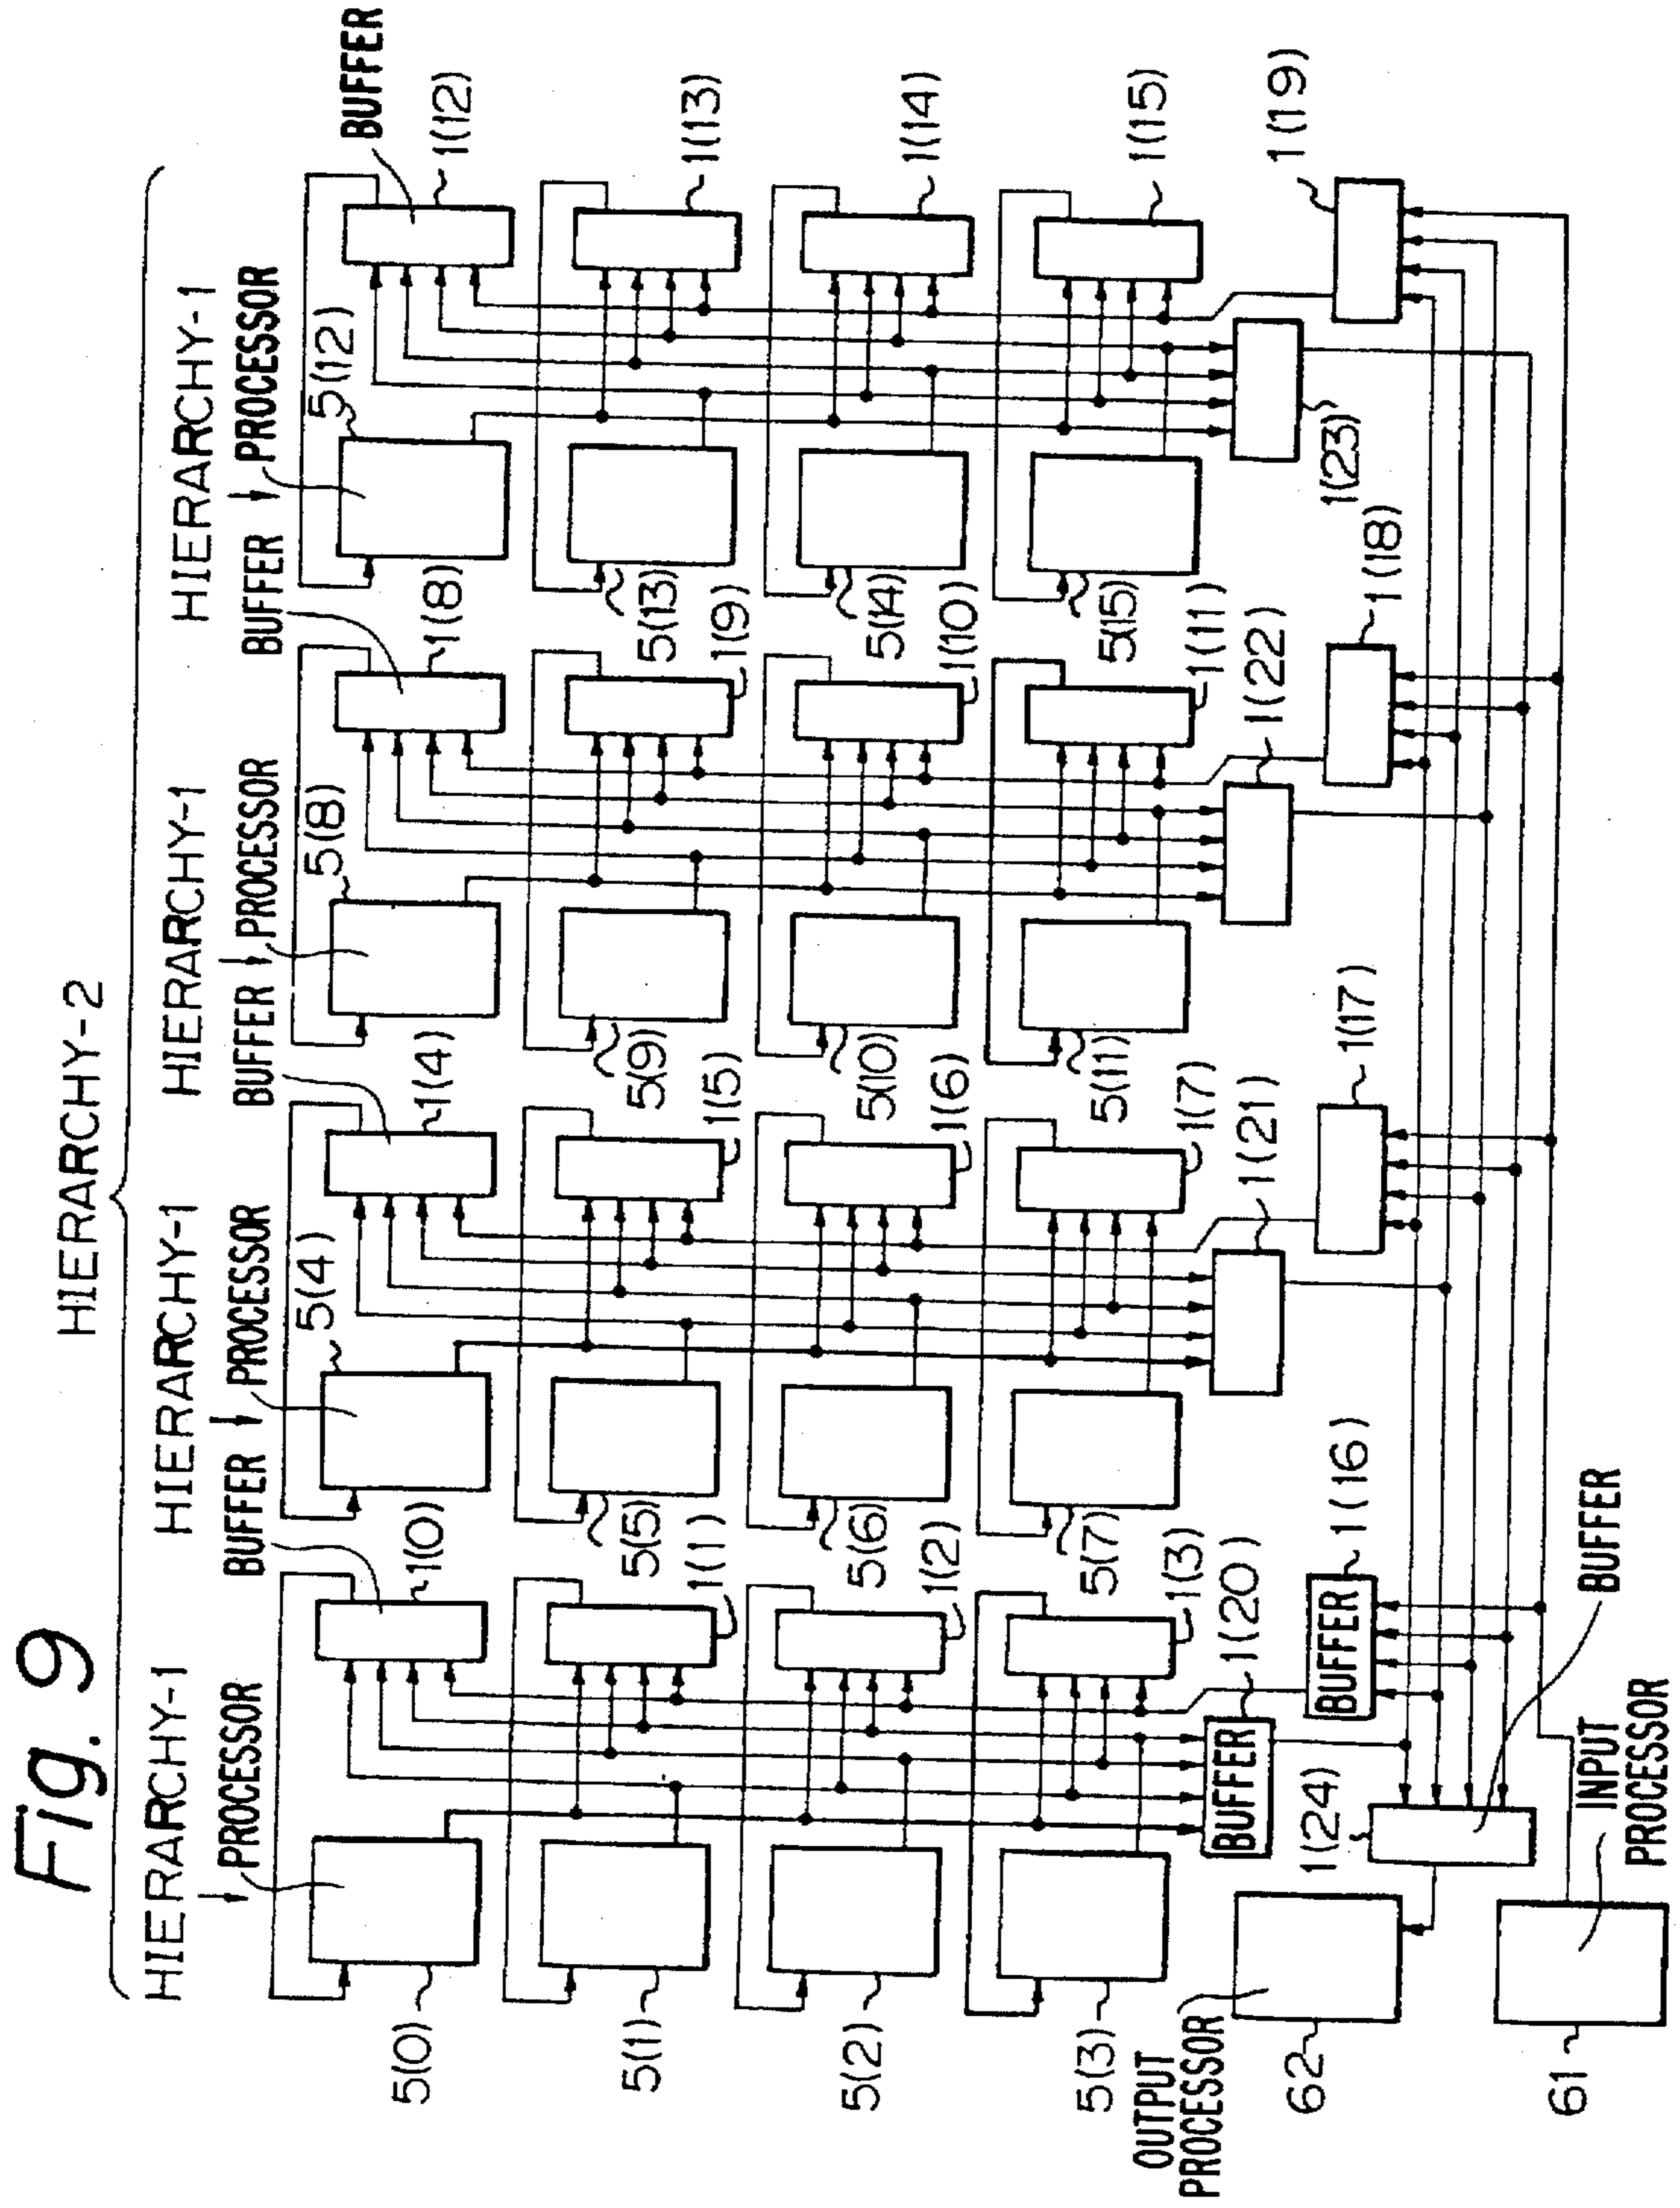 Fig. 9
HIERARCHY-2
HIERARCHY-1
HIERARCHY-1
HIERARCHY-1
HIERARCHY-1
PROCESSOR
BUFFER
PROCESSOR
BUFFER
PROCESSOR
BUFFER
PROCESSOR
BUFFER
5(0)
1(0)
5(4)
1(4)
5(8)
1(8)
5(12)
1(12)
5(1)
1(1)
5(5)
1(5)
5(9)
1(9)
5(13)
1(13)
5(2)
1(2)
5(6)
1(6)
5(10)
1(10)
5(14)
1(14)
5(3)
1(3)
5(7)
1(7)
5(11)
1(11)
5(15)
1(15)
OUTPUT
PROCESSOR
BUFFER
1(20)
1(21)
1(22)
1(23)
62
1(24)
BUFFER
1(16)
1(17)
1(18)
1(19)
BUFFER
61
INPUT
PROCESSOR